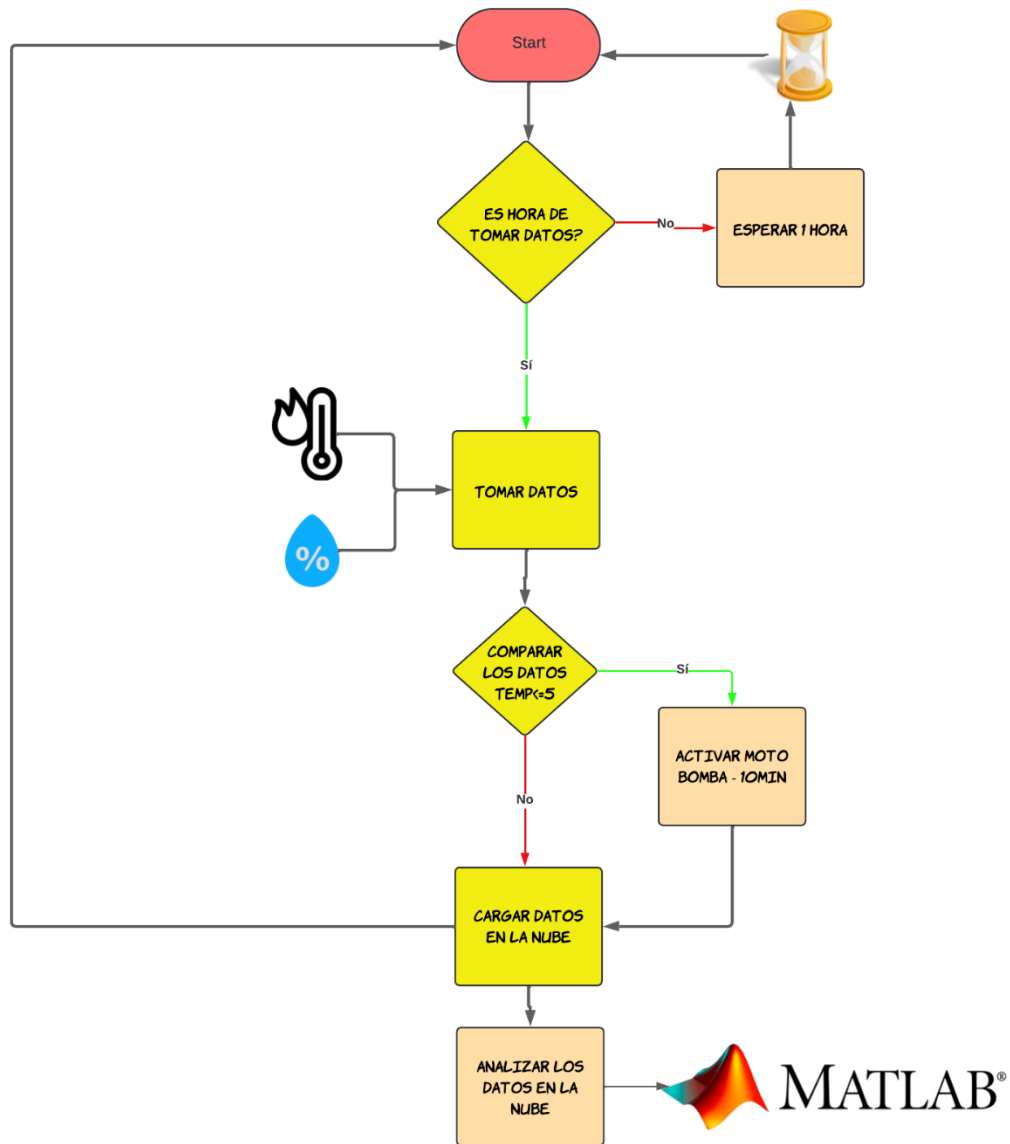 Start
ES HORA DE
TOMAR DATOS?
No
ESPERAR 1 HORA
Sí
TOMAR DATOS
%
COMPARAR
LOS DATOS
TEMP<=5
Sí
ACTIVAR MOTO
BOMBA - 10MIN
No
CARGAR DATOS
EN LA NUBE
ANALIZAR LOS
DATOS EN LA
NUBE
MATLAB®